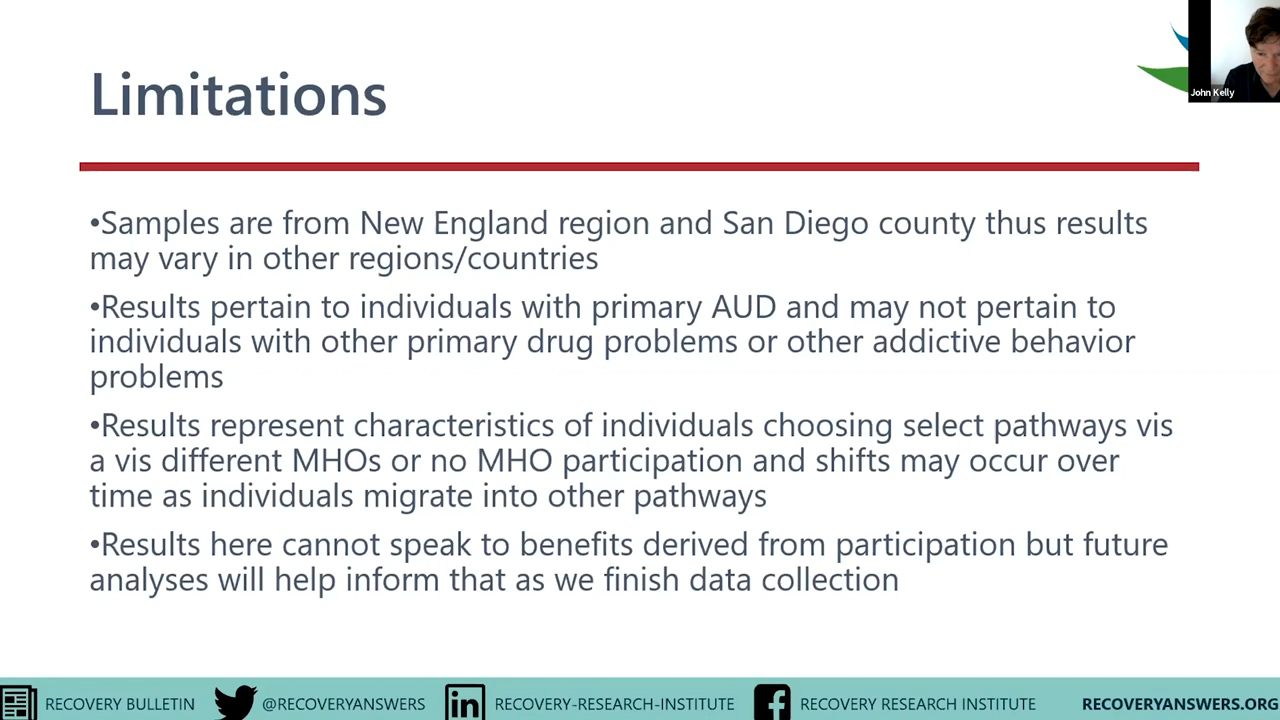 Limitations
John Kelly
•Samples are from New England region and San Diego county thus results
may vary in other regions/countries
•Results pertain to individuals with primary AUD and may not pertain to
individuals with other primary drug problems or other addictive behavior
problems
•Results represent characteristics of individuals choosing select pathways vis
a vis different MHOs or no MHO participation and shifts may occur over
time as individuals migrate into other pathways
•Results here cannot speak to benefits derived from participation but future
analyses will help inform that as we finish data collection
RECOVERY BULLETIN @RECOVERYANSWERS in RECOVERY-RESEARCH-INSTITUTE RECOVERY RESEARCH INSTITUTE RECOVERYANSWERS.ORG